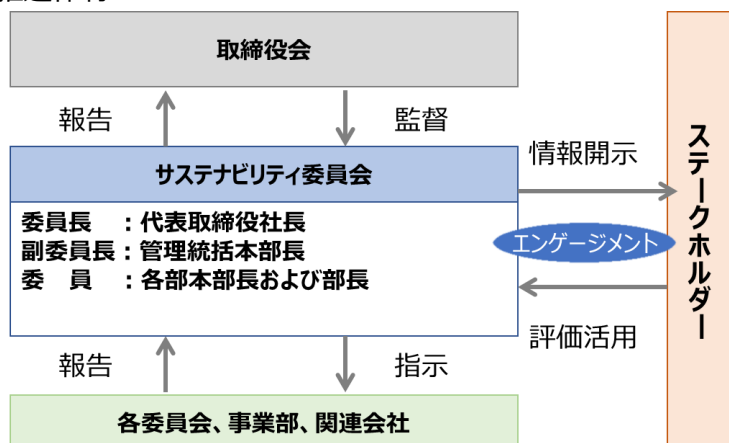 取締役会
報告
監督
サステナビリティ委員会
委員長 :代表取締役社長
副委員長:管理統括本部長
委 員 :各部本部長および部長
情報開示
エンゲージメント
評価活用
ステークホルダー
報告
指示
各委員会、事業部、関連会社